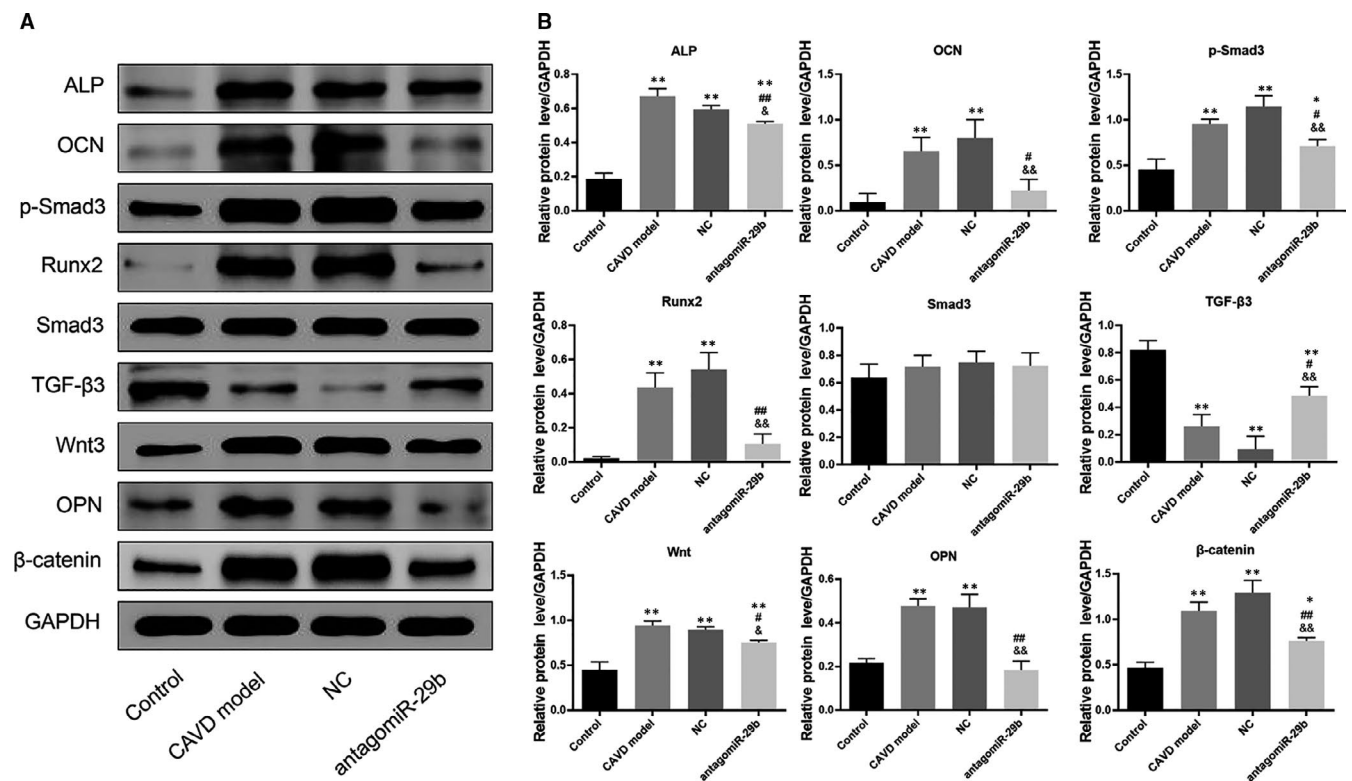 A
ALP
OCN
p-Smad3
Runx2
Smad3
TGF-β3
Wnt3
OPN
β-catenin
GAPDH
Control
CAVD model
NC
antagomiR-29b
B
ALP
Relative protein leve/GAPDH
0.8
0.6
0.4
0.2
0.0
**
**
**
##
&
Control
CAVD model
NC
antagomiR-29b
OCN
Relative protein level/GAPDH
1.5
1.0
0.5
0.0
**
**
#
&&
Control
CAVD model
NC
antagomiR-29b
p-Smad3
Relative protein level/GAPDH
1.5
1.0
0.5
0.0
**
**
*
#
&&
Control
CAVD model
NC
antagomiR-29b
Runx2
Relative protein level/GAPDH
0.8
0.6
0.4
0.2
0.0
**
**
##
&&
Control
CAVD model
NC
antagomiR-29b
Smad3
Relative protein level/GAPDH
1.0
0.8
0.6
0.4
0.2
0.0
Control
CAVD model
NC
antagomiR-29b
TGF-β3
Relative protein level/GAPDH
1.0
0.8
0.6
0.4
0.2
0.0
**
**
**
#
&&
Control
CAVD model
NC
antagomiR-29b
Wnt
Relative protein level/GAPDH
1.5
1.0
0.5
0.0
**
**
**
#
&
Control
CAVD model
NC
antagomiR-29b
OPN
Relative protein level/GAPDH
0.6
0.4
0.2
0.0
**
**
##
&&
Control
CAVD model
NC
antagomiR-29b
β-catenin
Relative protein level/GAPDH
1.5
1.0
0.5
0.0
**
**
*
##
&&
Control
CAVD model
NC
antagomiR-29b